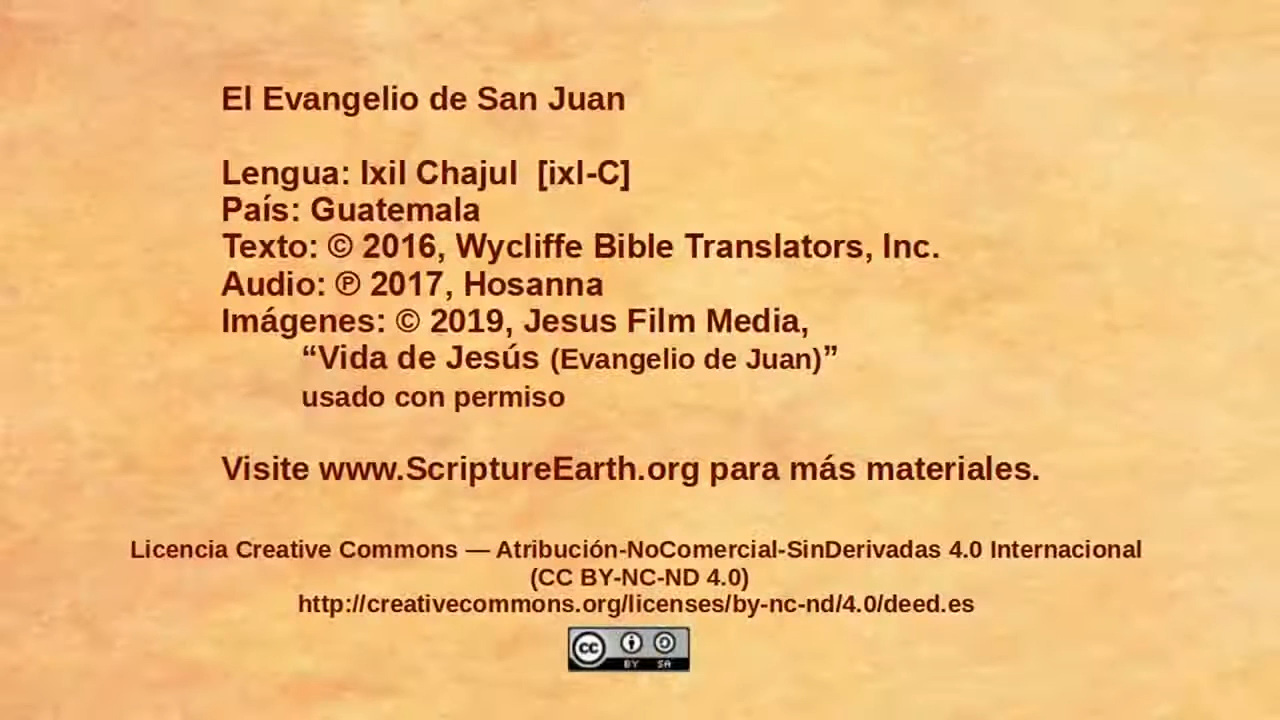 El Evangelio de San Juan
Lengua: Ixil Chajul [ixl-C]
País: Guatemala
Texto: © 2016, Wycliffe Bible Translators, Inc.
Audio: ℗ 2017, Hosanna
Imágenes: © 2019, Jesus Film Media,
“Vida de Jesús (Evangelio de Juan)”
usado con permiso
Visite www.ScriptureEarth.org para más materiales.
Licencia Creative Commons — Atribución-NoComercial-SinDerivadas 4.0 Internacional
(CC BY-NC-ND 4.0)
http://creativecommons.org/licenses/by-nc-nd/4.0/deed.es
cc BY SA